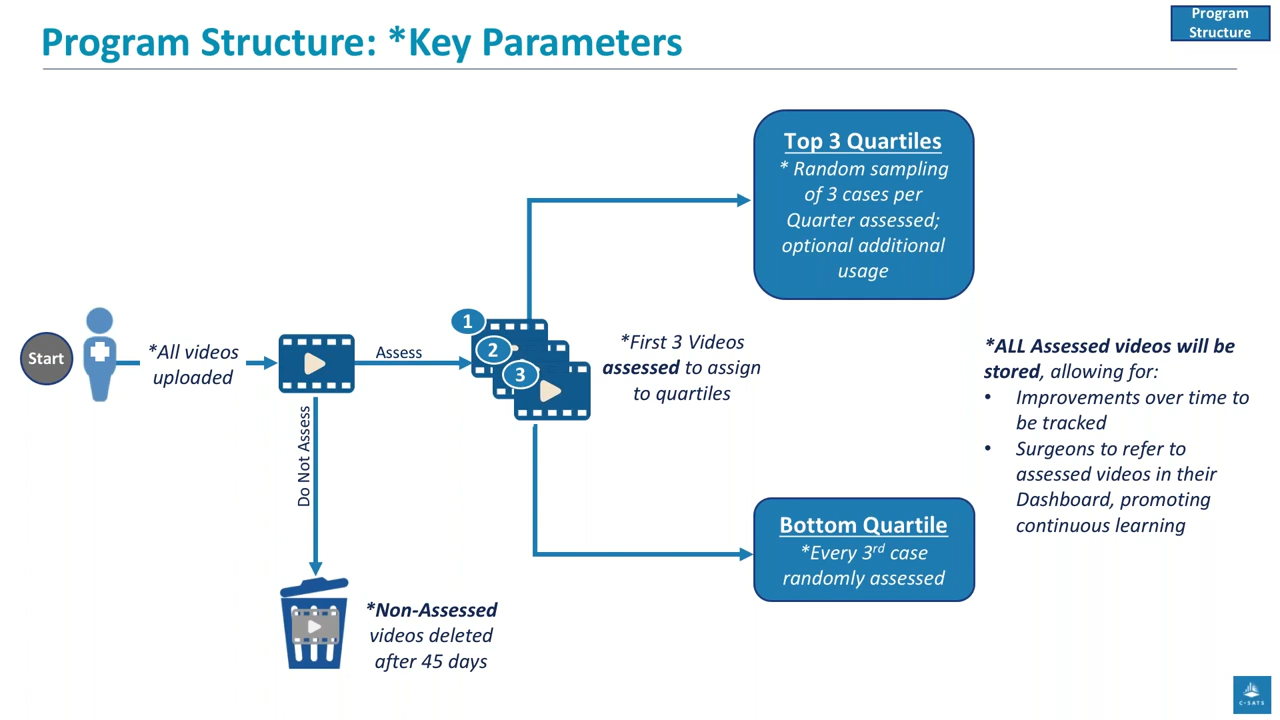 Program Structure: *Key Parameters
Program
Structure
Top 3 Quartiles
* Random sampling
of 3 cases per
Quarter assessed;
optional additional
usage
Start
*All videos
uploaded
Assess
Do Not Assess
1
2
3
*First 3 Videos
assessed to assign
to quartiles
*ALL Assessed videos will be
stored, allowing for:
• Improvements over time to
be tracked
• Surgeons to refer to
assessed videos in their
Dashboard, promoting
continuous learning
Bottom Quartile
*Every 3rd case
randomly assessed
*Non-Assessed
videos deleted
after 45 days
C•SATS